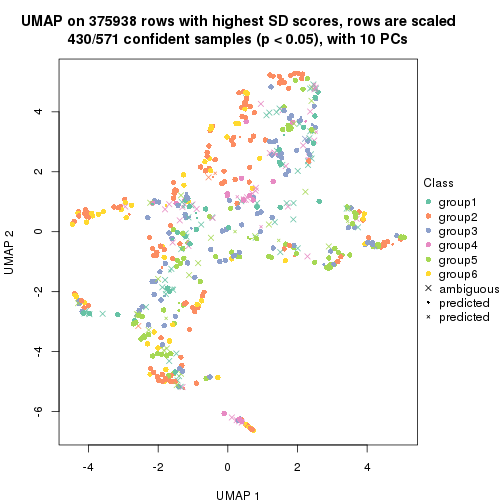 UMAP on 375938 rows with highest SD scores, rows are scaled
430/571 confident samples (p < 0.05), with 10 PCs
Class
group1
group2
group3
group4
group5
group6
ambiguous
predicted
predicted
4
2
0
-2
-4
-6
UMAP 2
-4
-2
0
2
4
UMAP 1